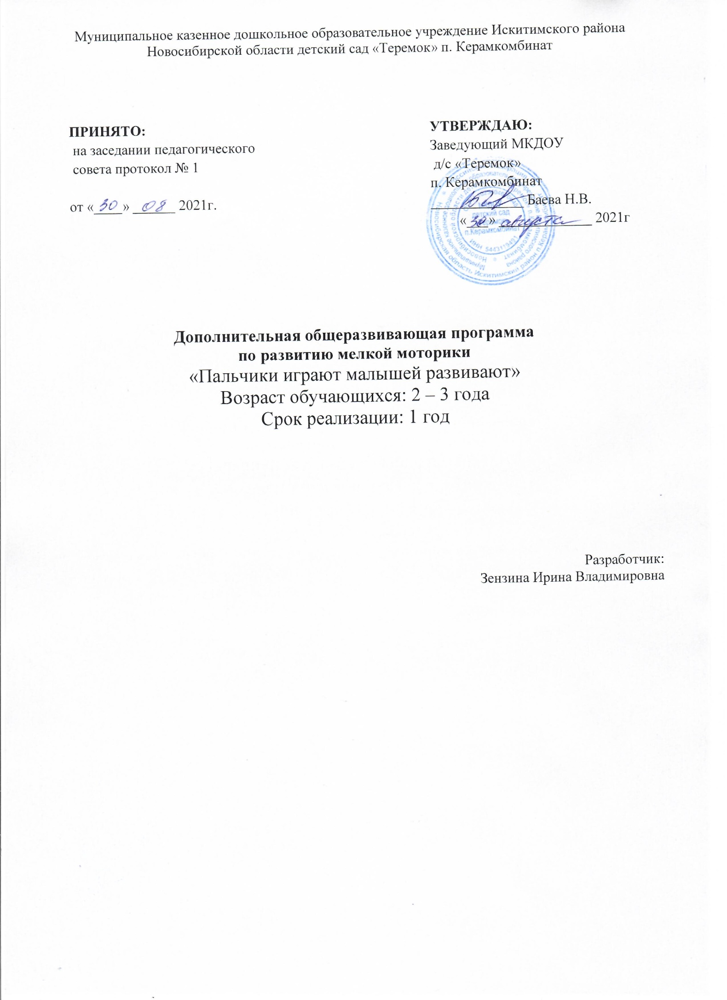 Муниципальное казенное дошкольное образовательное учреждение Искитимского района
Новосибирской области детский сад «Теремок» п. Керамкомбинат
ПРИНЯТО:
на заседании педагогического
совета протокол № 1
от «30» 08 2021г.
УТВЕРЖДАЮ:
Заведующий МКДОУ
д/с «Теремок»
п. Керамкомбинат
Баева Н.В.
«30» августа 2021г
детский сад
п.Керамкомбинат
ИНН 5443119491
Новосибирская область Искитимский район п.Керам
Дополнительная общеразвивающая программа
по развитию мелкой моторики
«Пальчики играют малышей развивают»
Возраст обучающихся: 2 – 3 года
Срок реализации: 1 год
Разработчик:
Зензина Ирина Владимировна